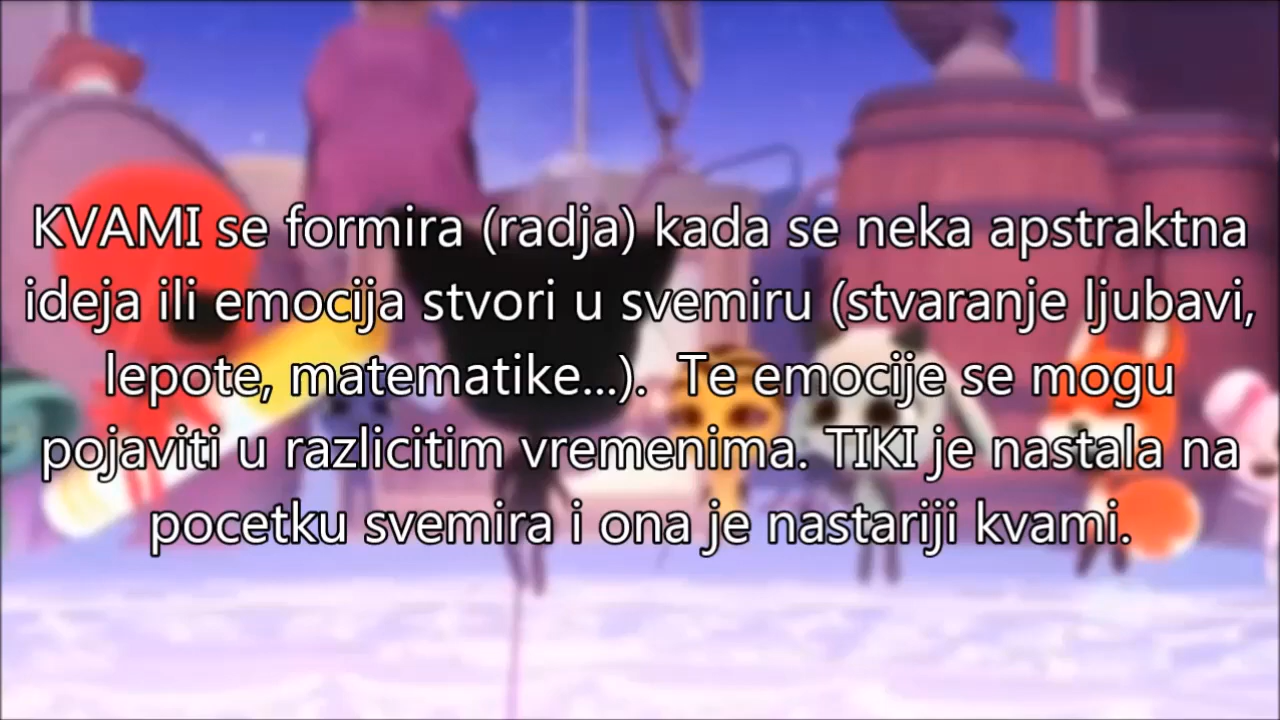 KVAMI se formira (radja) kada se neka apstraktna
ideja ili emocija stvori u svemiru (stvaranje ljubavi,
lepote, matematike...).  Te emocije se mogu
pojaviti u razlicitim vremenima. TIKI je nastala na
pocetku svemira i ona je nastariji kvami.